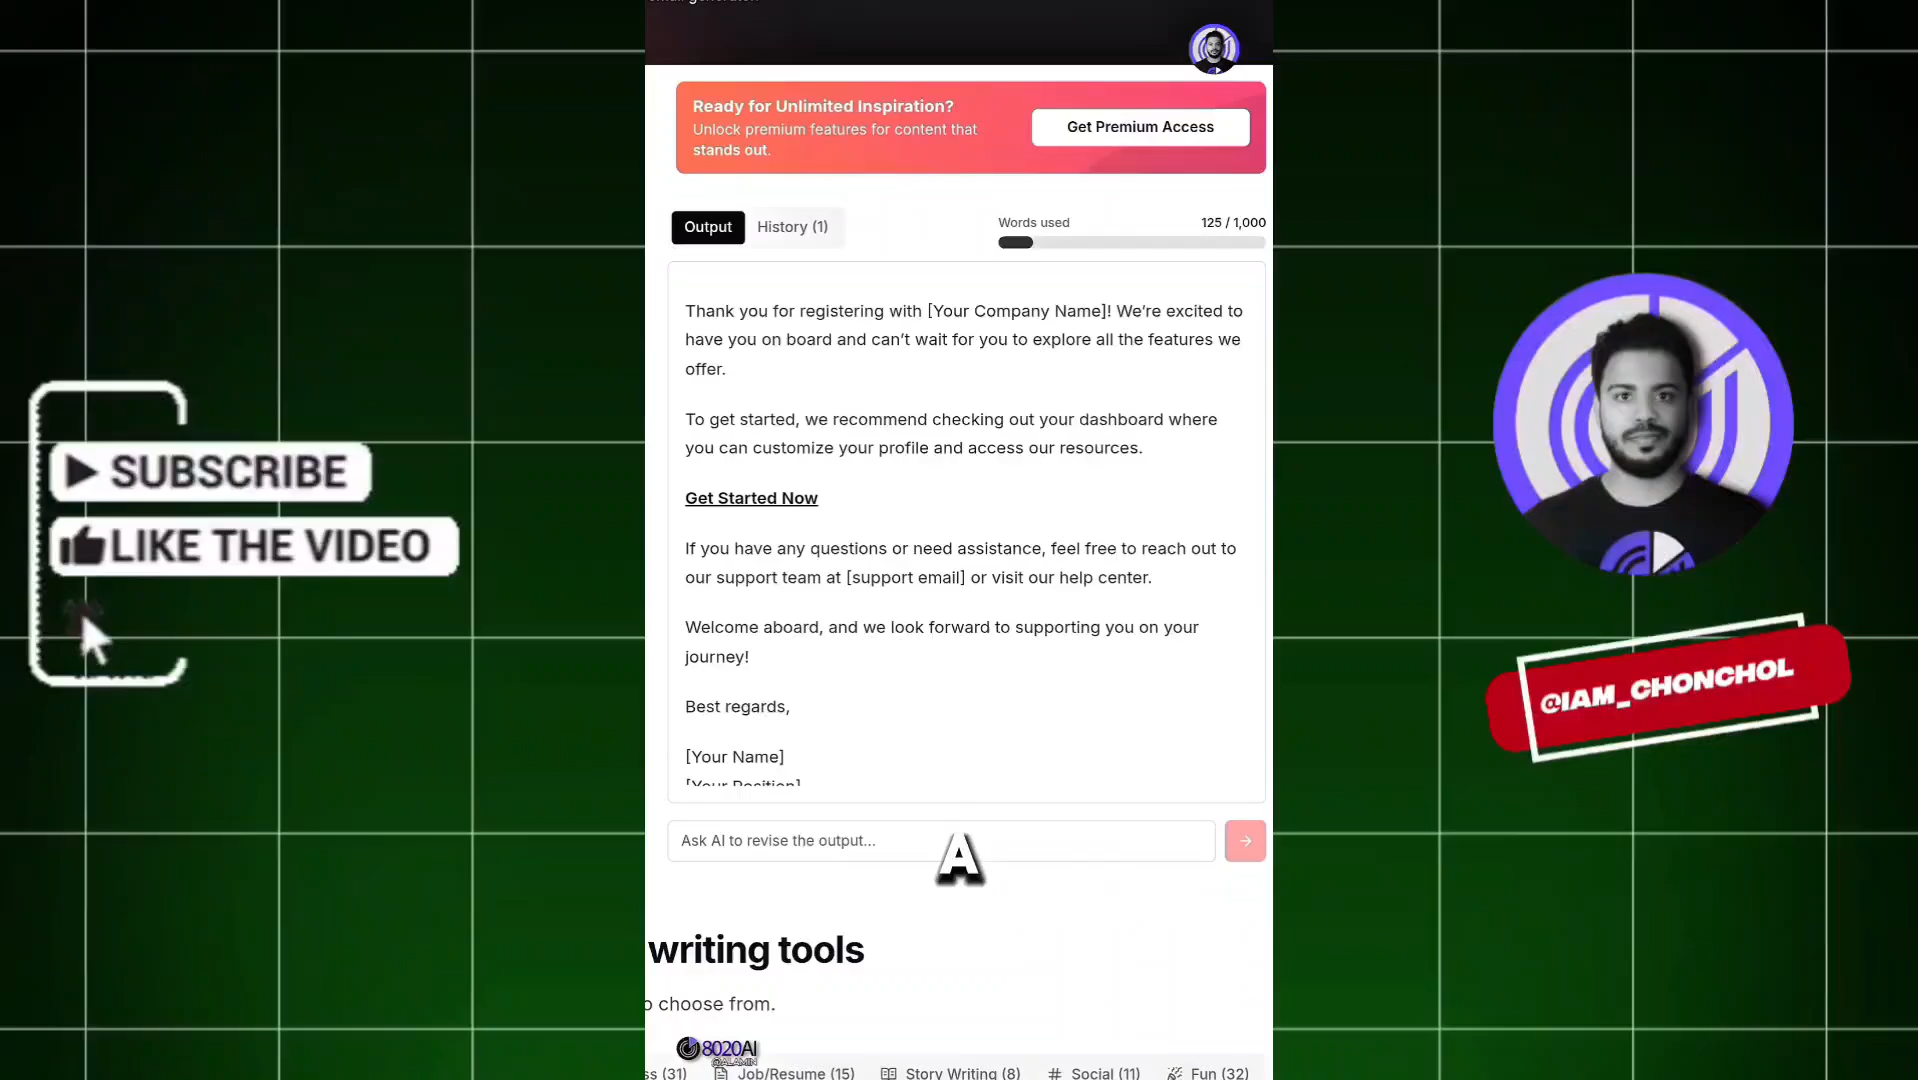 Ready for Unlimited Inspiration?
Unlock premium features for content that
stands out.
Get Premium Access
Output
History (1)
Words used
125 / 1,000
Thank you for registering with [Your Company Name]! We’re excited to
have you on board and can’t wait for you to explore all the features we
offer.
To get started, we recommend checking out your dashboard where
you can customize your profile and access our resources.
Get Started Now
If you have any questions or need assistance, feel free to reach out to
our support team at [support email] or visit our help center.
Welcome aboard, and we look forward to supporting you on your
journey!
Best regards,
[Your Name]
[Your Position]
Ask AI to revise the output...
A
writing tools
o choose from.
8020AI
@ALAMIN
ss (31)
Job/Resume (15)
Story Writing (8)
Social (11)
Fun (32)
SUBSCRIBE
LIKE THE VIDEO
@IAM_CHONCHOL